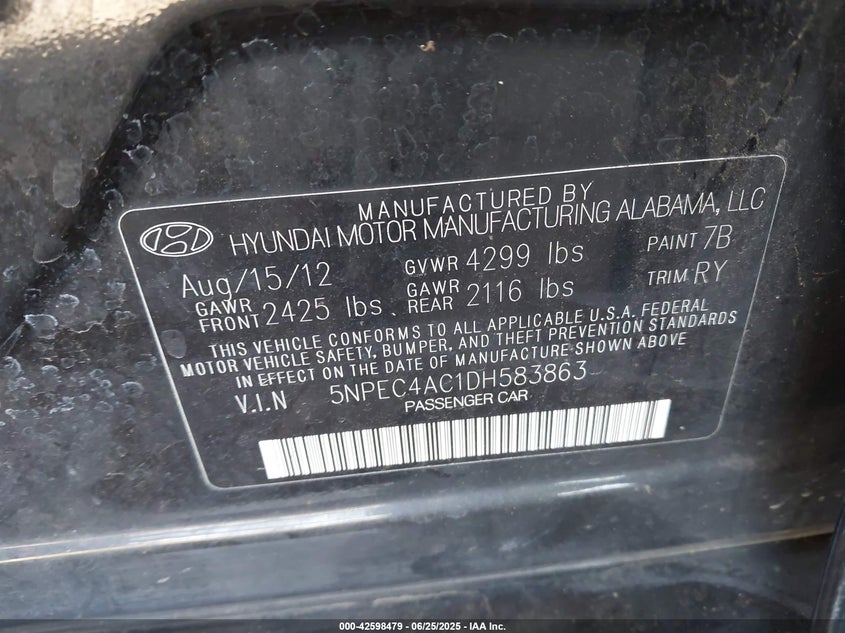 MANUFACTURED BY
HYUNDAI MOTOR MANUFACTURING ALABAMA, LLC
Aug/15/12 GVWR 4299 lbs PAINT 7B
GAWR FRONT 2425 lbs. GAWR REAR 2116 lbs TRIM RY
THIS VEHICLE CONFORMS TO ALL APPLICABLE U.S.A. FEDERAL
MOTOR VEHICLE SAFETY, BUMPER, AND THEFT PREVENTION STANDARDS
IN EFFECT ON THE DATE OF MANUFACTURE SHOWN ABOVE
V.I.N 5NPEC4AC1DH583863
PASSENGER CAR
000-42598479 - 06/25/2025 - IAA Inc.